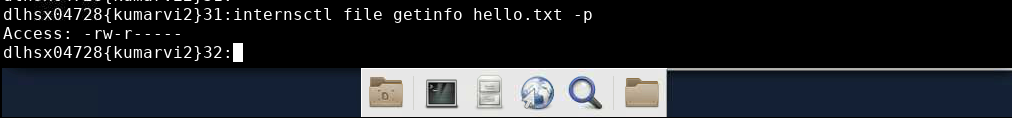 dlhsx04728{kumarvi2}31:internsctl file getinfo hello.txt -p
Access: -rw-r-----
dlhsx04728{kumarvi2}32: